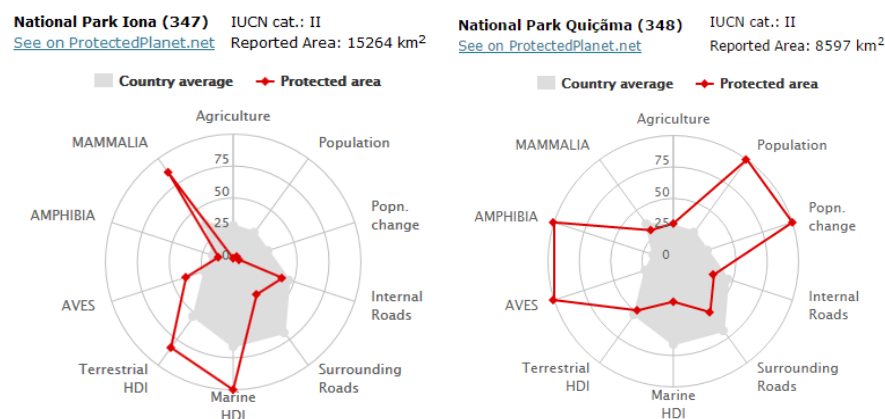 National Park Iona (347) IUCN cat.: II
See on ProtectedPlanet.net Reported Area: 15264 km²
Country average Protected area
Agriculture
Population
Popn.
change
Internal
Roads
Surrounding
Roads
Marine
HDI
Terrestrial
HDI
AVES
AMPHIBIA
MAMMALIA
75
50
25
0
National Park Quiçãma (348) IUCN cat.: II
See on ProtectedPlanet.net Reported Area: 8597 km²
Country average Protected area
Agriculture
Population
Popn.
change
Internal
Roads
Surrounding
Roads
Marine
HDI
Terrestrial
HDI
AVES
AMPHIBIA
MAMMALIA
75
50
25
0